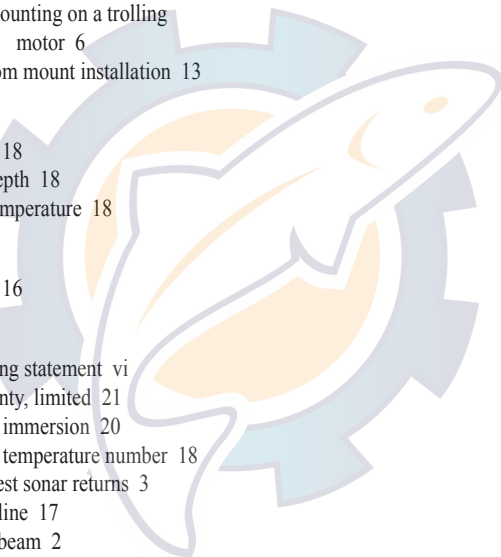 ounting on a trolling
motor 6
om mount installation 13
18
epth 18
mperature 18
16
ng statement vi
nty, limited 21
immersion 20
temperature number 18
est sonar returns 3
line 17
beam 2